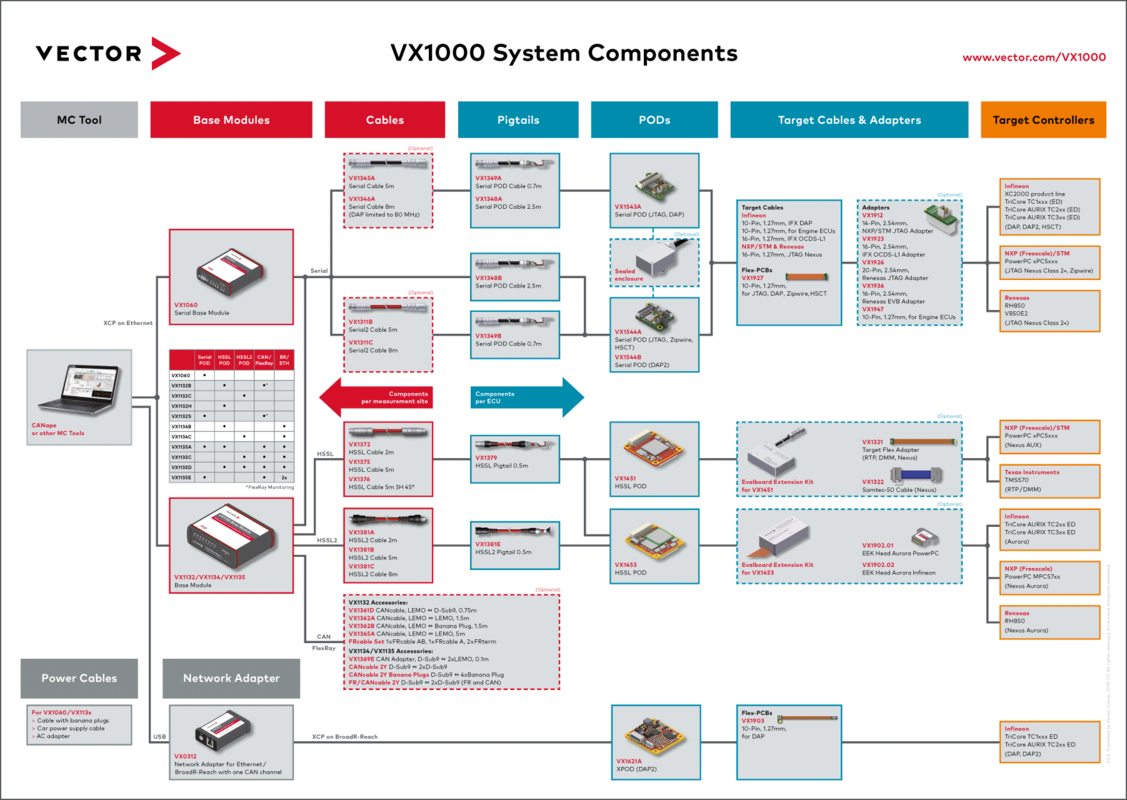 VECTOR
VX1000 System Components
www.vector.com/VX1000
MC Tool
Base Modules
Cables
Pigtails
PODs
Target Cables & Adapters
Target Controllers
XCP on Ethernet
CANape
or other MC Tools
VX1060
Serial Base Module
Serial POD
HSSL POD
HSSL2 POD
CAN/ FlexRay
BR/ ETH
VX1060 •
VX1132B • •*
VX1132C •
VX1132H •
VX1132S • •*
VX1134B • •
VX1134C • •
VX1135A • • • •
VX1135C • • •
VX1135D • • • •
VX1135E • • 2x
*FlexRay Monitoring
VX1132/VX1134/VX1135
Base Module
Serial
HSSL
HSSL2
CAN
FlexRay
(Optional)
VX1345A
Serial Cable 5m
VX1346A
Serial Cable 8m
(DAP limited to 80 MHz)
(Optional)
VX1311B
Serial2 Cable 5m
VX1311C
Serial2 Cable 8m
Components
per measurement site
Components
per ECU
VX1372
HSSL Cable 2m
VX1375
HSSL Cable 5m
VX1376
HSSL Cable 5m 3H 45°
VX1381A
HSSL2 Cable 2m
VX1381B
HSSL2 Cable 5m
VX1381C
HSSL2 Cable 8m
(Optional)
VX1132 Accessories:
VX1361D CANcable, LEMO ↔ D-Sub9, 0.75m
VX1362A CANcable, LEMO ↔ LEMO, 1.5m
VX1362B CANcable, LEMO ↔ Banana Plug, 1.5m
VX1365A CANcable, LEMO ↔ LEMO, 5m
FRcable Set 1xFRcable AB, 1xFRcable A, 2xFRterm
VX1134/VX1135 Accessories:
VX1369E CAN Adapter, D-Sub9 ↔ 2xLEMO, 0.1m
CANcable 2Y D-Sub9 ↔ 2xD-Sub9
CANcable 2Y Banana Plugs D-Sub9 ↔ 4xBanana Plug
FR/CANcable 2Y D-Sub9 ↔ 2xD-Sub9 (FR and CAN)
VX1349A
Serial POD Cable 0.7m
VX1348A
Serial POD Cable 2.5m
VX1348B
Serial POD Cable 2.5m
VX1349B
Serial POD Cable 0.7m
VX1379
HSSL Pigtail 0.5m
VX1381E
HSSL2 Pigtail 0.5m
VX1543A
Serial POD (JTAG, DAP)
(Optional)
Sealed
enclosure
VX1544A
Serial POD (JTAG, Zipwire,
HSCT)
VX1544B
Serial POD (DAP2)
VX1451
HSSL POD
VX1453
HSSL POD
Target Cables
Infineon
10-Pin, 1.27mm, IFX DAP
10-Pin, 1.27mm, for Engine ECUs
16-Pin, 1.27mm, IFX OCDS-L1
NXP/STM & Renesas
16-Pin, 1.27mm, JTAG Nexus
Flex-PCBs
VX1927
10-Pin, 1.27mm,
for JTAG, DAP, Zipwire,HSCT
(Optional)
Adapters
VX1912
14-Pin, 2.54mm,
NXP/STM JTAG Adapter
VX1923
16-Pin, 2.54mm,
IFX OCDS-L1 Adapter
VX1926
20-Pin, 2.54mm,
Renesas JTAG Adapter
VX1936
16-Pin, 2.54mm,
Renesas EVB Adapter
VX1947
10-Pin, 1.27mm, for Engine ECUs
(Optional)
Evalboard Extension Kit
for VX1451
VX1321
Target Flex Adapter
(RTP, DMM, Nexus)
VX1322
Samtec-50 Cable (Nexus)
(Optional)
Evalboard Extension Kit
for VX1453
VX1902.01
EEK Head Aurora PowerPC
VX1902.02
EEK Head Aurora Infineon
Infineon
XC2000 product line
TriCore TC1xxx (ED)
TriCore AURIX TC2xx (ED)
TriCore AURIX TC3xx (ED)
(DAP, DAP2, HSCT)
NXP (Freescale)/STM
PowerPC xPC5xxx
(JTAG Nexus Class 2+, Zipwire)
Renesas
RH850
V850E2
(JTAG Nexus Class 2+)
NXP (Freescale)/STM
PowerPC xPC5xxx
(Nexus AUX)
Texas Instruments
TMS570
(RTP/DMM)
Infineon
TriCore AURIX TC2xx ED
TriCore AURIX TC3xx ED
(Aurora)
NXP (Freescale)
PowerPC MPC57xx
(Nexus Aurora)
Renesas
RH850
(Nexus Aurora)
Power Cables
For VX1060/VX113x
> Cable with banana plugs
> Car power supply cable
> AC adapter
USB
Network Adapter
VX0312
Network Adapter for Ethernet/
BroadR-Reach with one CAN channel
XCP on BroadR-Reach
VX1621A
XPOD (DAP2)
Flex-PCBs
VX1903
10-Pin, 1.27mm,
for DAP
Infineon
TriCore TC1xxx ED
TriCore AURIX TC2xx ED
(DAP, DAP2)